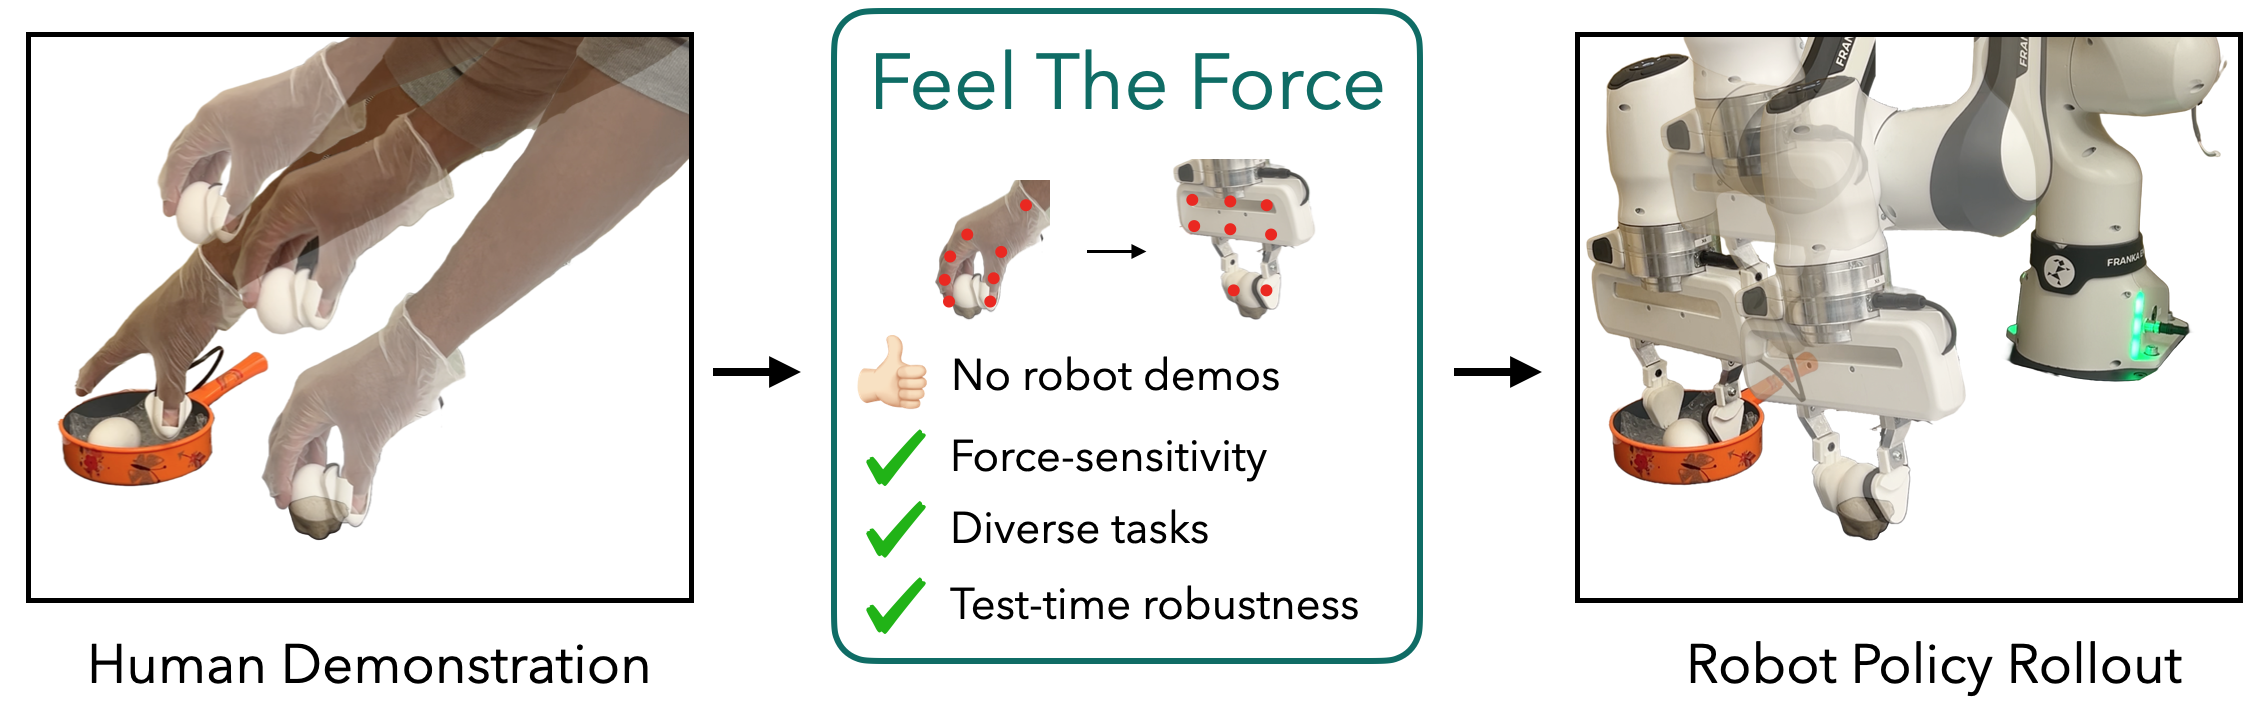 Feel The Force
No robot demos
Force-sensitivity
Diverse tasks
Test-time robustness
Human Demonstration
Robot Policy Rollout
FRANKA